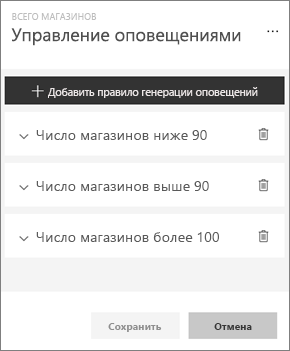 ВСЕГО МАГАЗИНОВ
Управление оповещениями
Добавить правило генерации оповещений
Число магазинов ниже 90
Число магазинов выше 90
Число магазинов более 100
Сохранить Отмена